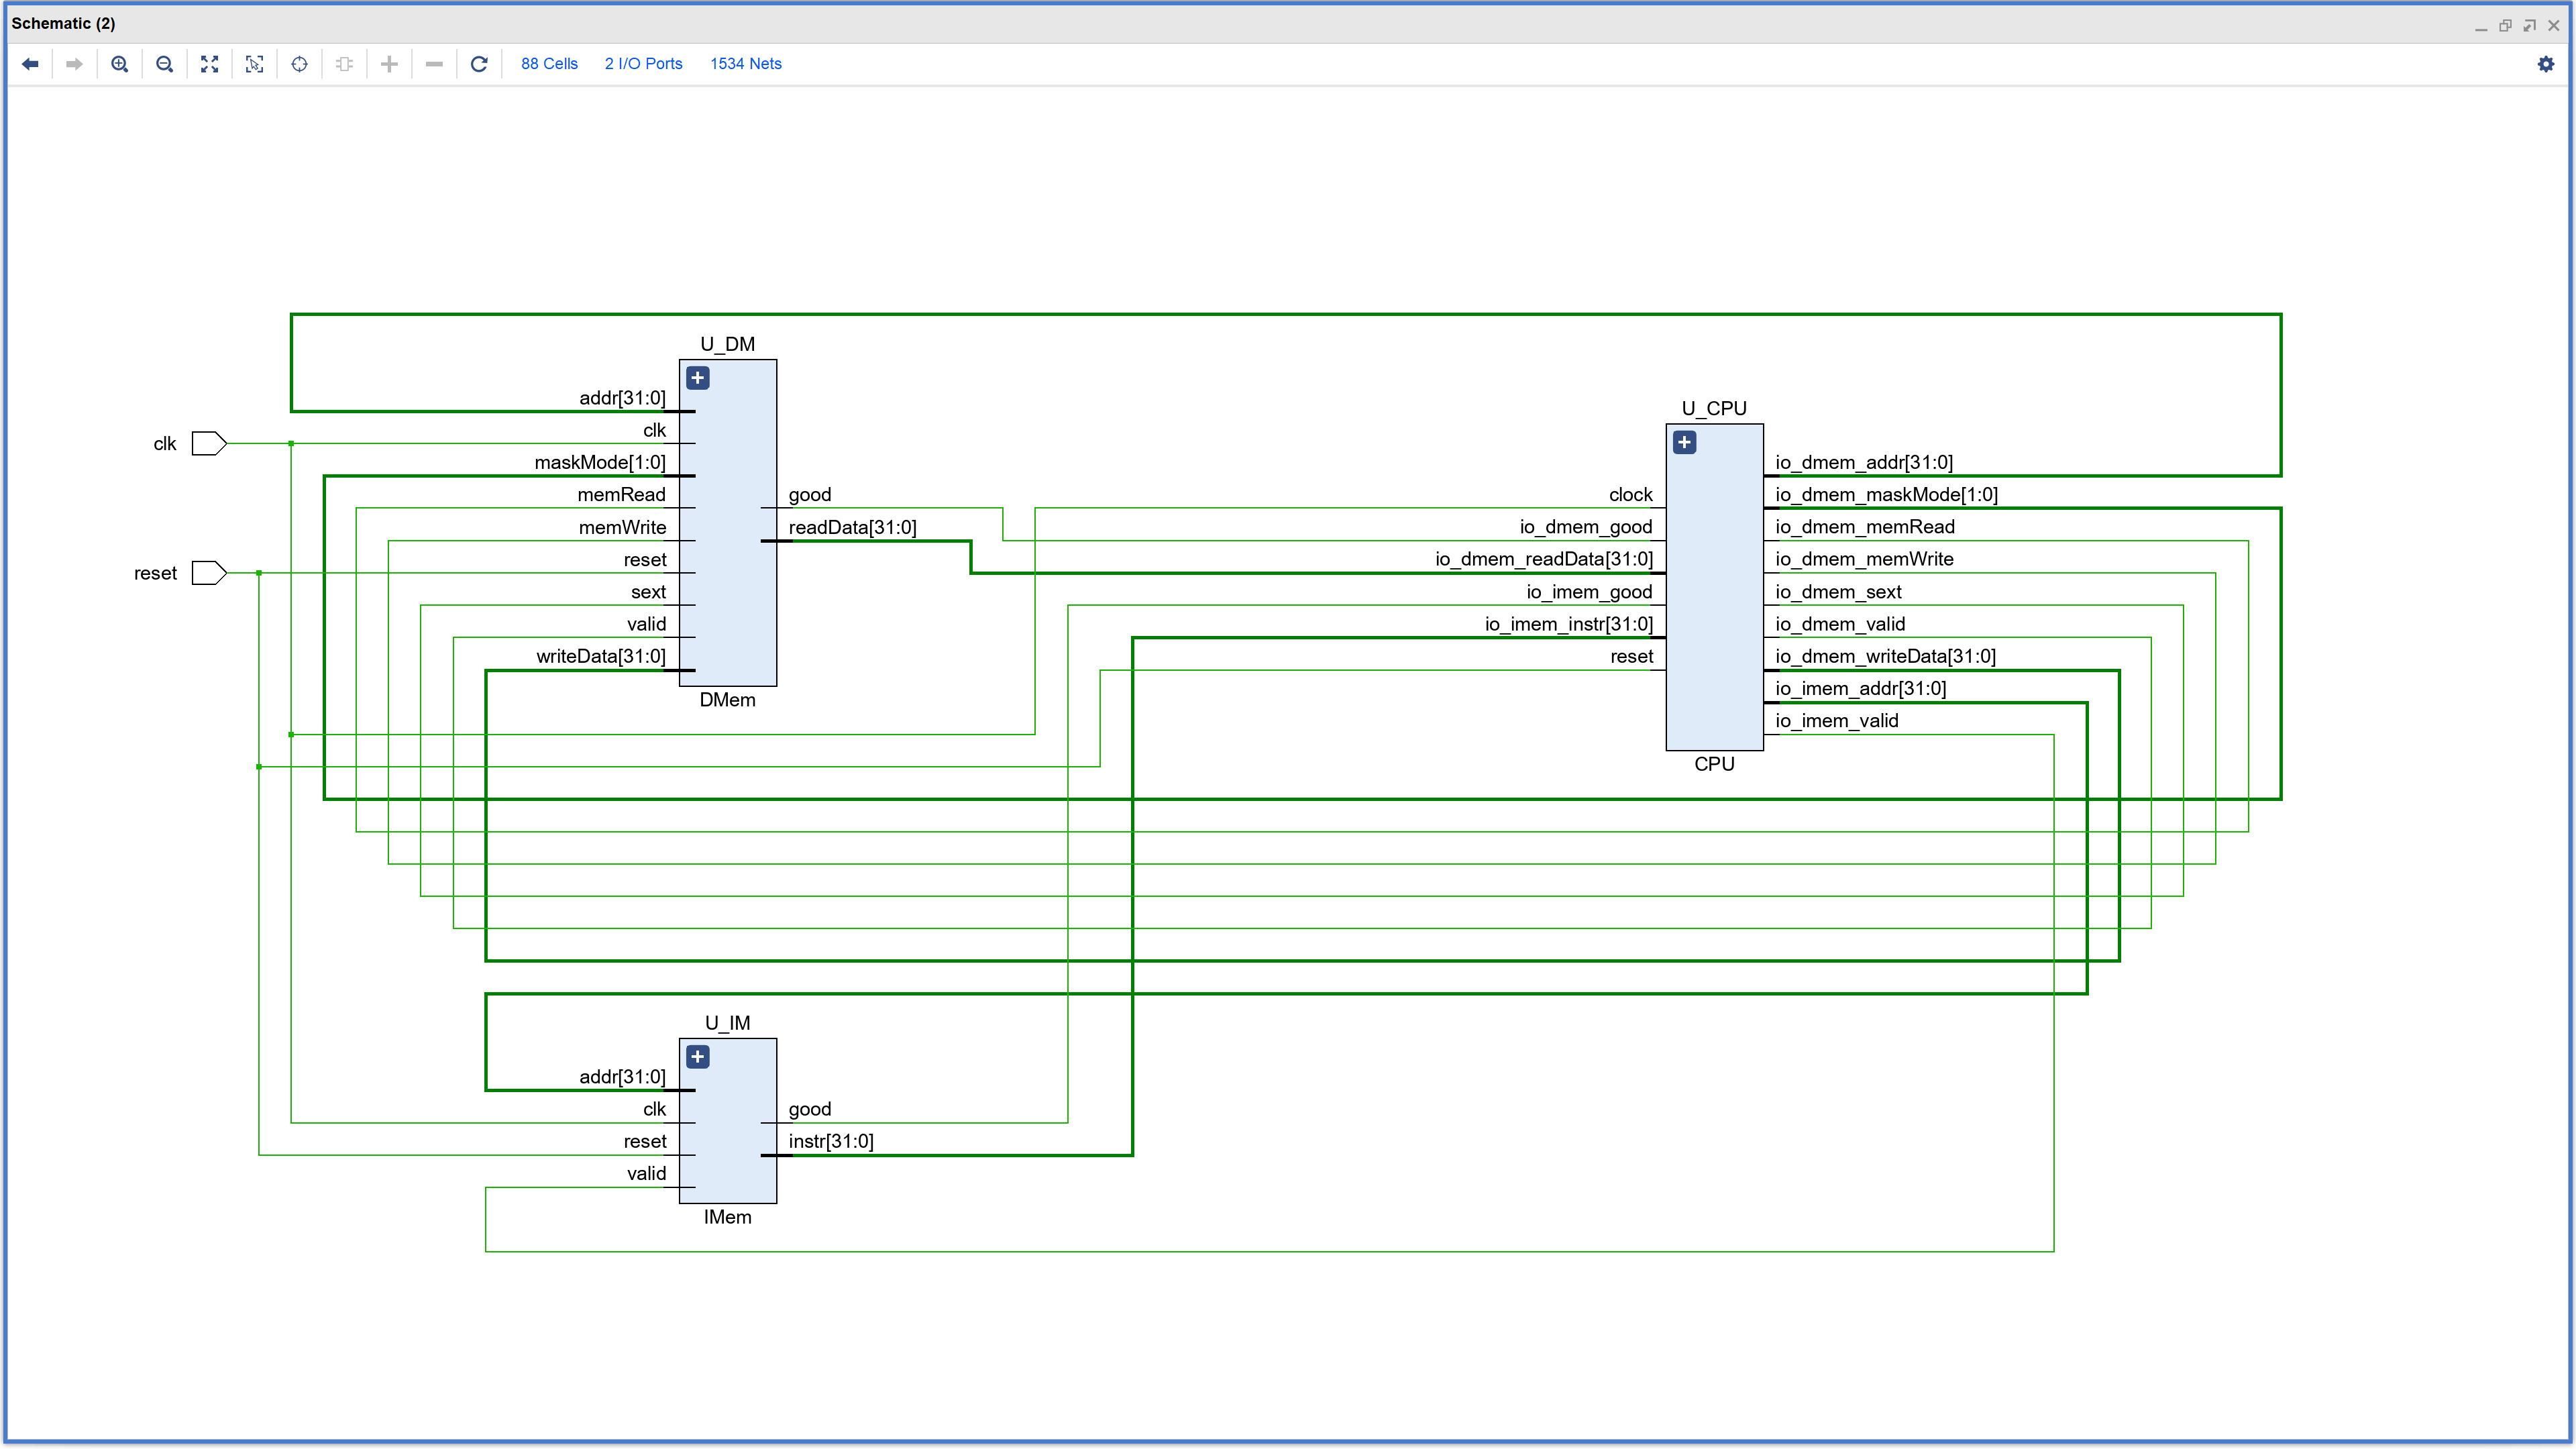 Schematic (2)
88 Cells 2 I/O Ports 1534 Nets
U_DM
addr[31:0]
clk
maskMode[1:0]
memRead
memWrite
reset
sext
valid
writeData[31:0]
good
readData[31:0]
DMem
clk
reset
U_CPU
clock
io_dmem_good
io_dmem_readData[31:0]
io_imem_good
io_imem_instr[31:0]
reset
io_dmem_addr[31:0]
io_dmem_maskMode[1:0]
io_dmem_memRead
io_dmem_memWrite
io_dmem_sext
io_dmem_valid
io_dmem_writeData[31:0]
io_imem_addr[31:0]
io_imem_valid
CPU
U_IM
addr[31:0]
clk
reset
valid
good
instr[31:0]
IMem